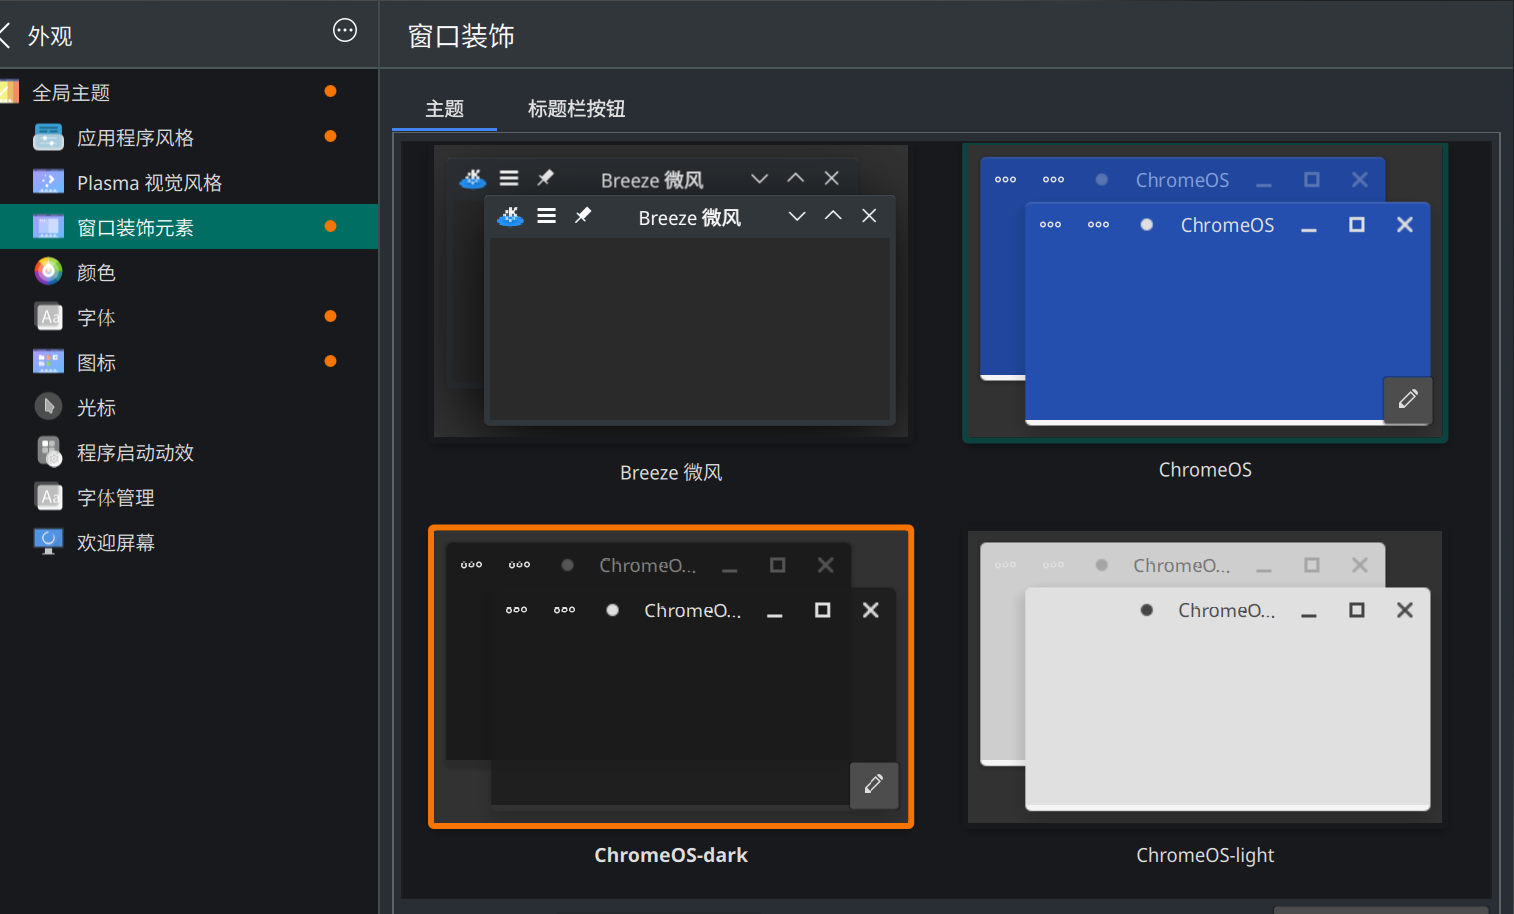 外观
全局主题
应用程序风格
Plasma 视觉风格
窗口装饰元素
颜色
Aa 字体
图标
光标
程序启动动效
Aa 字体管理
欢迎屏幕
窗口装饰
主题 标题栏按钮
Breeze 微风
Breeze 微风
Breeze 微风
ChromeOS
ChromeOS
ChromeOS
ChromeO...
ChromeO...
ChromeOS-dark
ChromeO...
ChromeO...
ChromeOS-light